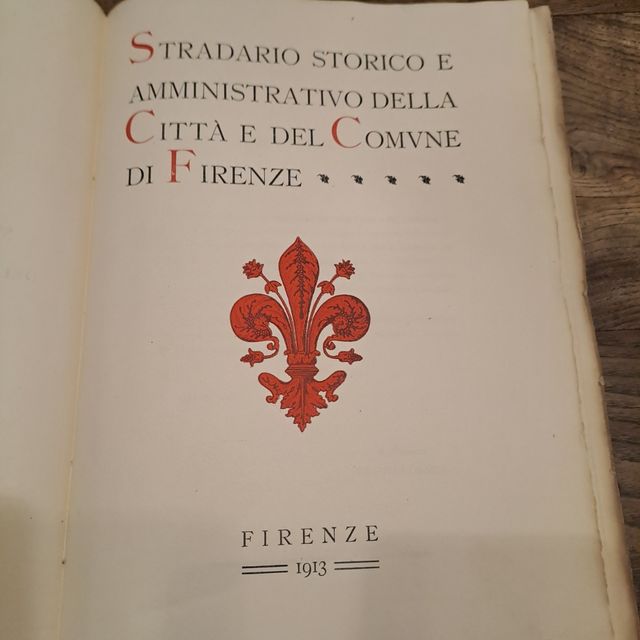 STRADARIO STORICO E
AMMINISTRATIVO DELLA
CITTÀ E DEL COMVNE
DI FIRENZE
FIRENZE
1913